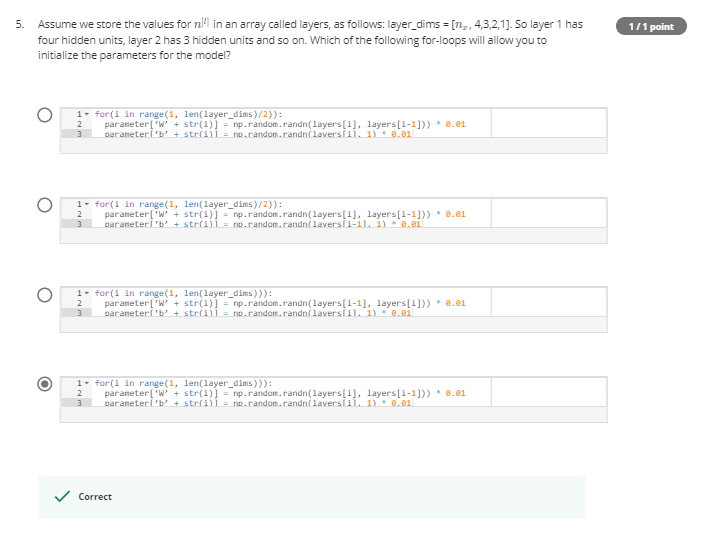 5. Assume we store the values for n^[l] in an array called layers, as follows: layer_dims = [n_x, 4,3,2,1]. So layer 1 has
four hidden units, layer 2 has 3 hidden units and so on. Which of the following for-loops will allow you to
initialize the parameters for the model?
1 / 1 point
1 for(i in range(1, len(layer_dims)/2)):
2 parameter['W' + str(i)] = np.random.randn(layers[i], layers[i-1])) * 0.01
3 parameter['b' + str(i)] = np.random.randn(layers[i], 1) * 0.01
1 for(i in range(1, len(layer_dims)/2)):
2 parameter['W' + str(i)] = np.random.randn(layers[i], layers[i-1])) * 0.01
3 parameter['b' + str(i)] = np.random.randn(layers[i-1], 1) * 0.01
1 for(i in range(1, len(layer_dims))):
2 parameter['W' + str(i)] = np.random.randn(layers[i-1], layers[i])) * 0.01
3 parameter['b' + str(i)] = np.random.randn(layers[i], 1) * 0.01
1 for(i in range(1, len(layer_dims))):
2 parameter['W' + str(i)] = np.random.randn(layers[i], layers[i-1])) * 0.01
3 parameter['b' + str(i)] = np.random.randn(layers[i], 1) * 0.01
Correct